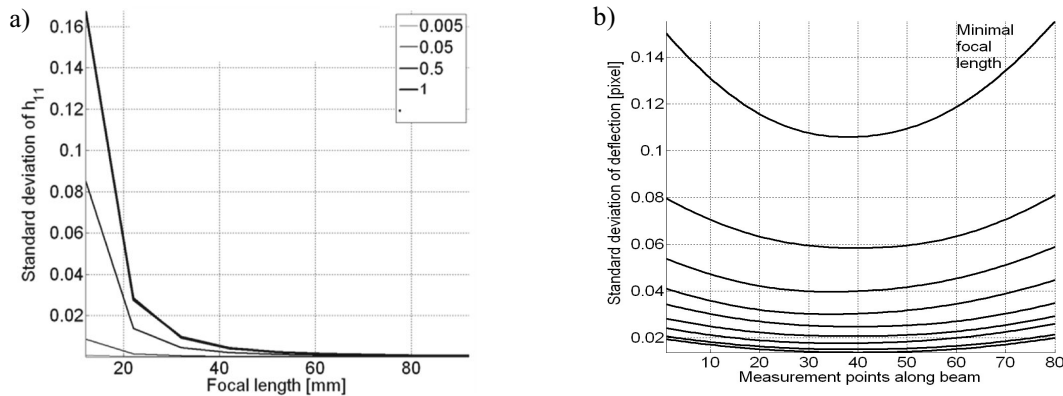 a)
0.16
0.14
0.12
0.1
0.08
0.06
0.04
0.02
Standard deviation of h11
20 40 60 80
Focal length [mm]
0.005
0.05
0.5
1
b)
0.14
0.12
0.1
0.08
0.06
0.04
0.02
Standard deviation of deflection [pixel]
Minimal
focal
length
10 20 30 40 50 60 70 80
Measurement points along beam